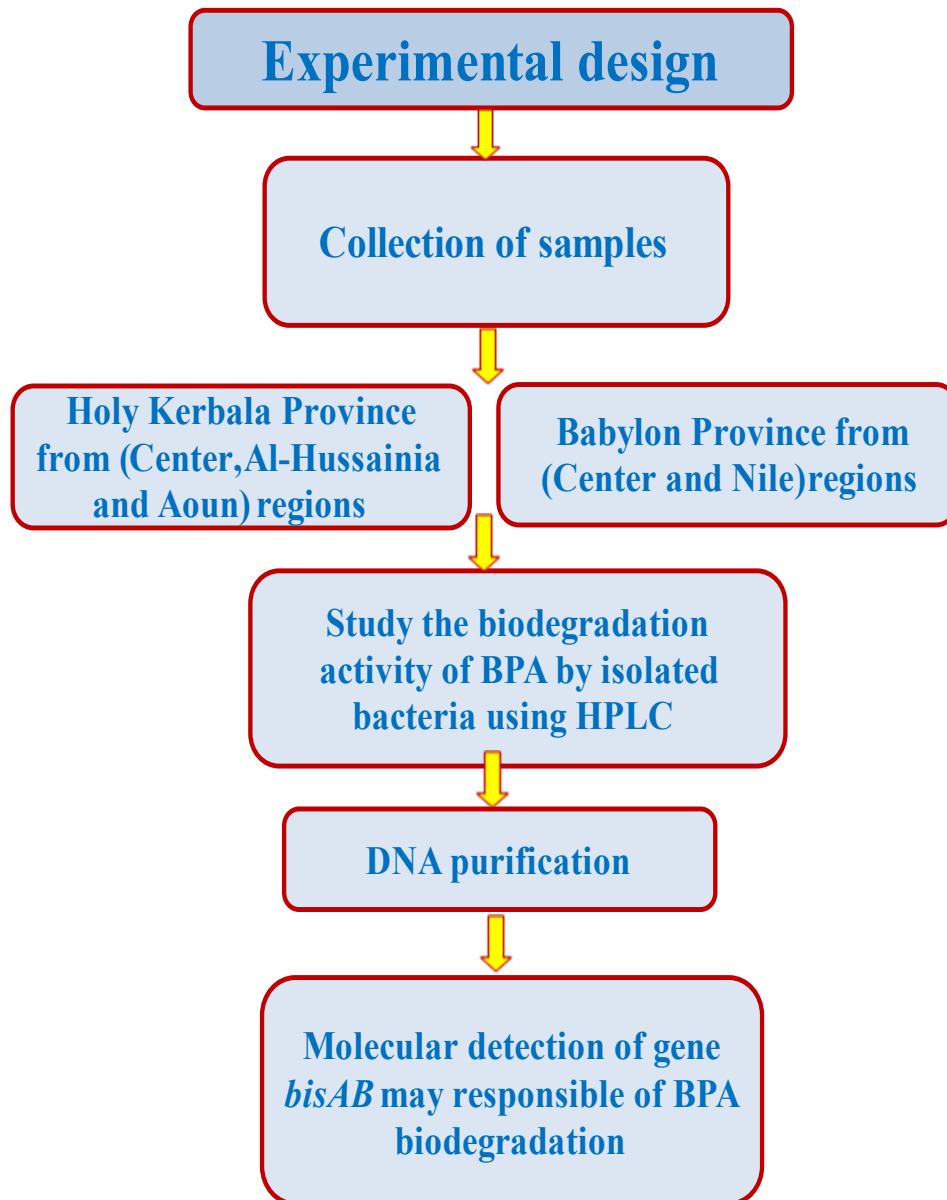 Experimental design
Collection of samples
Holy Kerbala Province
from (Center,Al-Hussainia
and Aoun) regions
Babylon Province from
(Center and Nile)regions
Study the biodegradation
activity of BPA by isolated
bacteria using HPLC
DNA purification
Molecular detection of gene
bisAB may responsible of BPA
biodegradation